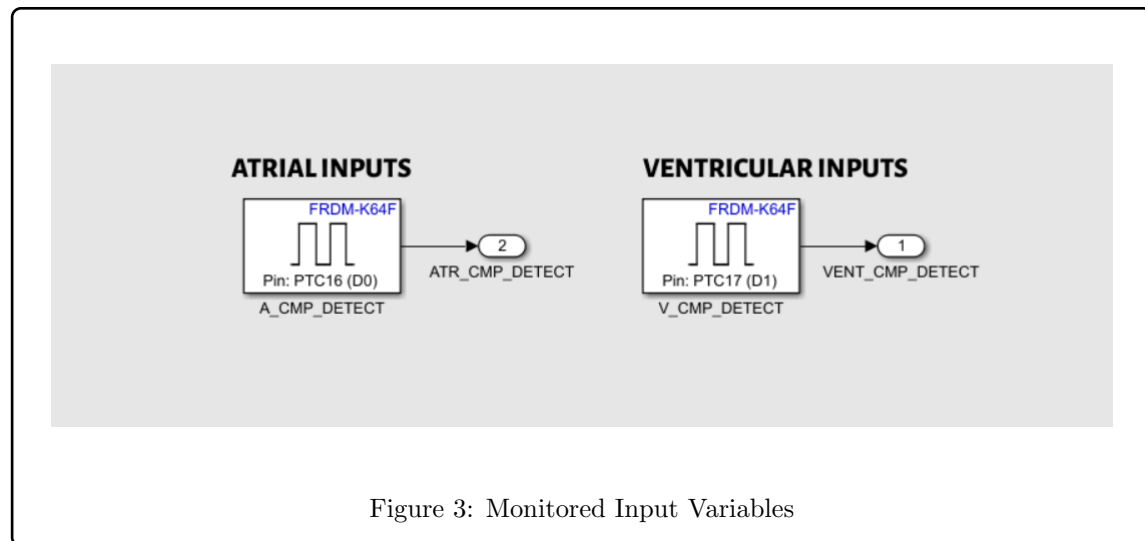 ATRIAL INPUTS
FRDM-K64F
Pin: PTC16 (D0)
A_CMP_DETECT
2
ATR_CMP_DETECT
VENTRICULAR INPUTS
FRDM-K64F
Pin: PTC17 (D1)
V_CMP_DETECT
1
VENT_CMP_DETECT
Figure 3: Monitored Input Variables